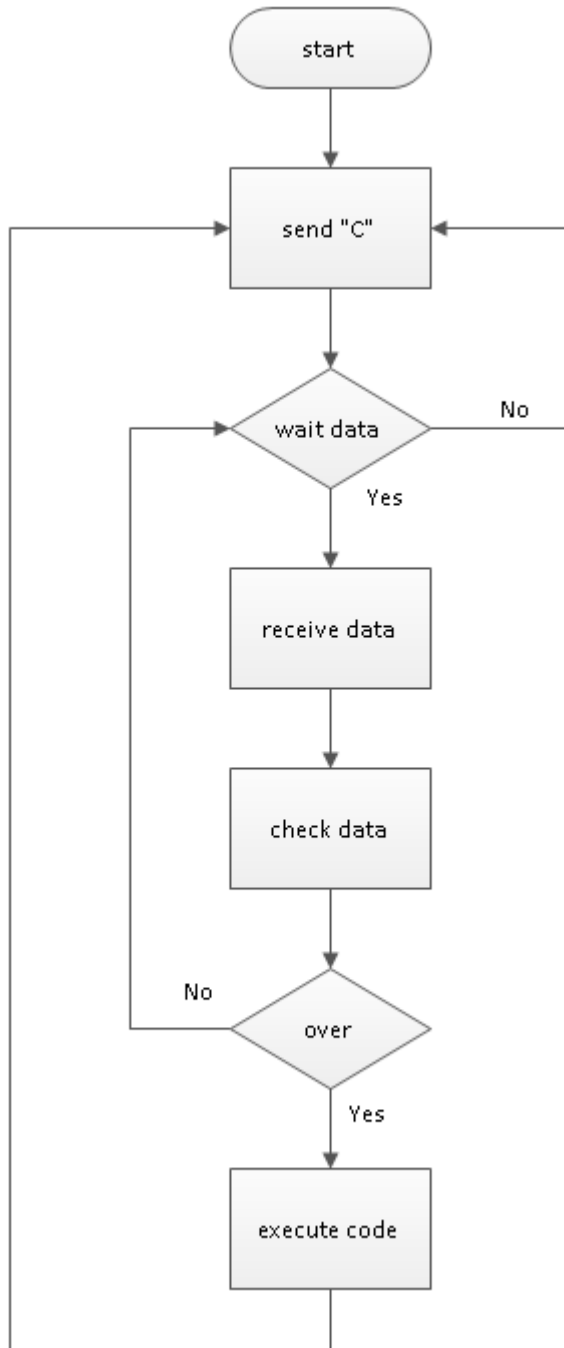 start
send "C"
wait data
No
Yes
receive data
check data
No
over
Yes
execute code